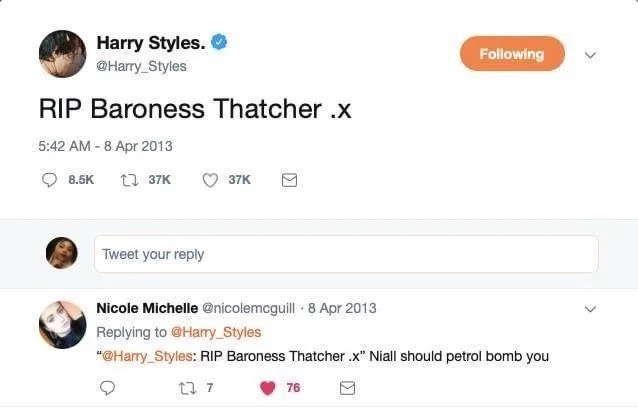 Harry Styles.
@Harry_Styles
Following
RIP Baroness Thatcher .x
5:42 AM - 8 Apr 2013
8.5K 37K 37K
Tweet your reply
Nicole Michelle @nicolemcguill · 8 Apr 2013
Replying to @Harry_Styles
“@Harry_Styles: RIP Baroness Thatcher .x” Niall should petrol bomb you
7 76